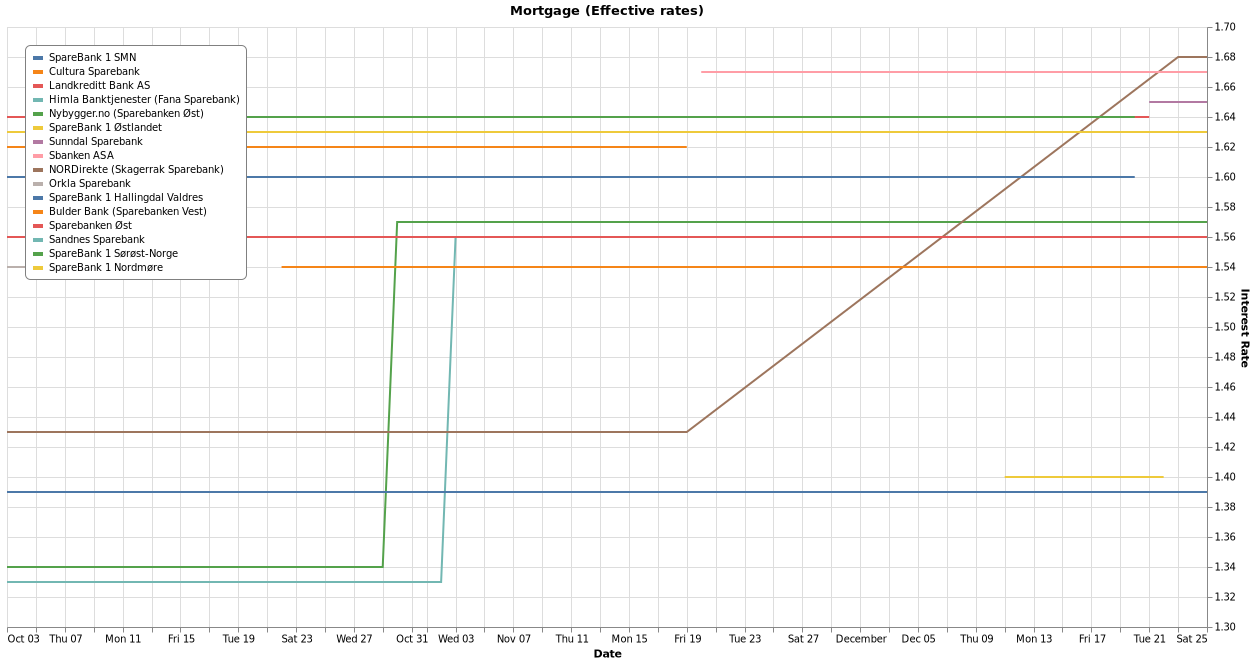 Mortgage (Effective rates)
SpareBank 1 SMN
Cultura Sparebank
Landkreditt Bank AS
Himla Banktjenester (Fana Sparebank)
Nybygger.no (Sparebanken Øst)
SpareBank 1 Østlandet
Sunndal Sparebank
Sbanken ASA
NORDirekte (Skagerrak Sparebank)
Orkla Sparebank
SpareBank 1 Hallingdal Valdres
Bulder Bank (Sparebanken Vest)
Sparebanken Øst
Sandnes Sparebank
SpareBank 1 Sørøst-Norge
SpareBank 1 Nordmøre
1.70
1.68
1.66
1.64
1.62
1.60
1.58
1.56
1.54
1.52
1.50
1.48
1.46
1.44
1.42
1.40
1.38
1.36
1.34
1.32
1.30
Interest Rate
Oct 03 Thu 07 Mon 11 Fri 15 Tue 19 Sat 23 Wed 27 Oct 31 Wed 03 Nov 07 Thu 11 Mon 15 Fri 19 Tue 23 Sat 27 December Dec 05 Thu 09 Mon 13 Fri 17 Tue 21 Sat 25
Date